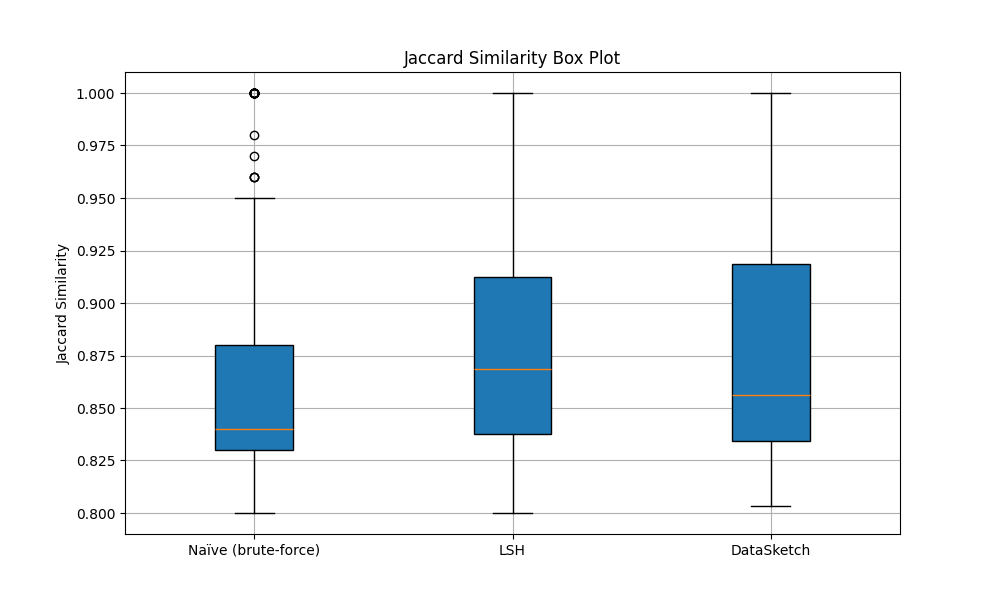 Jaccard Similarity Box Plot
Jaccard Similarity
1.000
0.975
0.950
0.925
0.900
0.875
0.850
0.825
0.800
Naïve (brute-force)
LSH
DataSketch